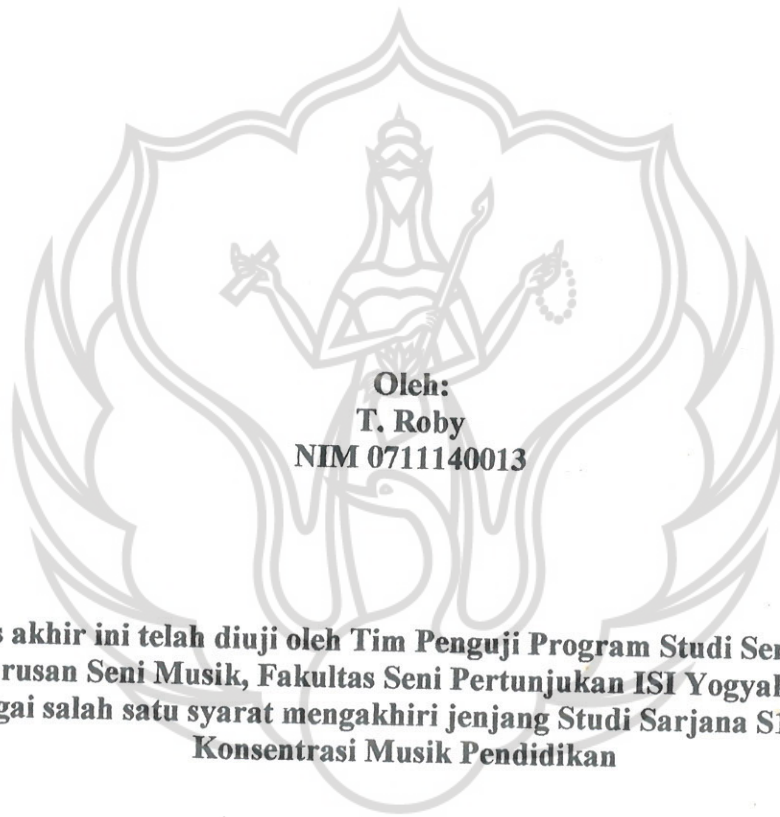 Oleh:
T. Roby
NIM 0711140013
akhir ini telah diuji oleh Tim Penguji Program Studi
Seni Musik, Fakultas Seni Pertunjukan ISI
salah satu syarat mengakhiri jenjang Studi Sarjana
Konsentrasi Musik Pendidikan